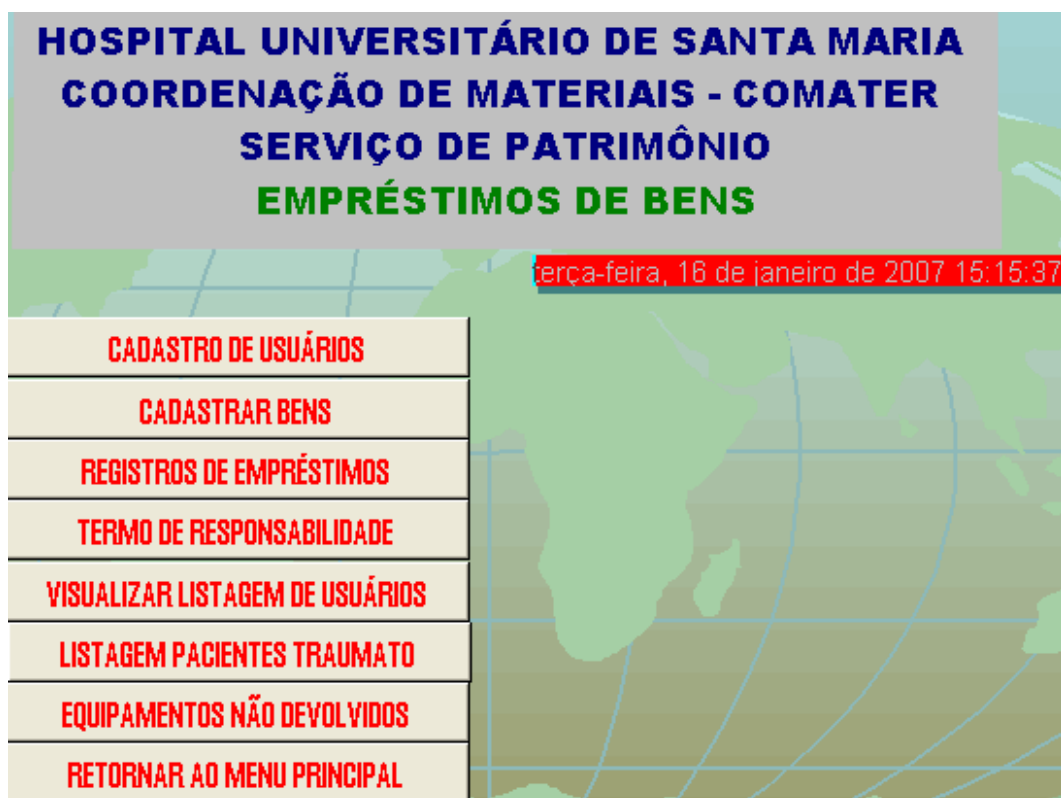 HOSPITAL UNIVERSITÁRIO DE SANTA MARIA
COORDENAÇÃO DE MATERIAIS - COMATER
SERVIÇO DE PATRIMÔNIO
EMPRÉSTIMOS DE BENS
terça-feira, 16 de janeiro de 2007 15:15:37
CADASTRO DE USUÁRIOS
CADASTRAR BENS
REGISTROS DE EMPRÉSTIMOS
TERMO DE RESPONSABILIDADE
VISUALIZAR LISTAGEM DE USUÁRIOS
LISTAGEM PACIENTES TRAUMATO
EQUIPAMENTOS NÃO DEVOLVIDOS
RETORNAR AO MENU PRINCIPAL